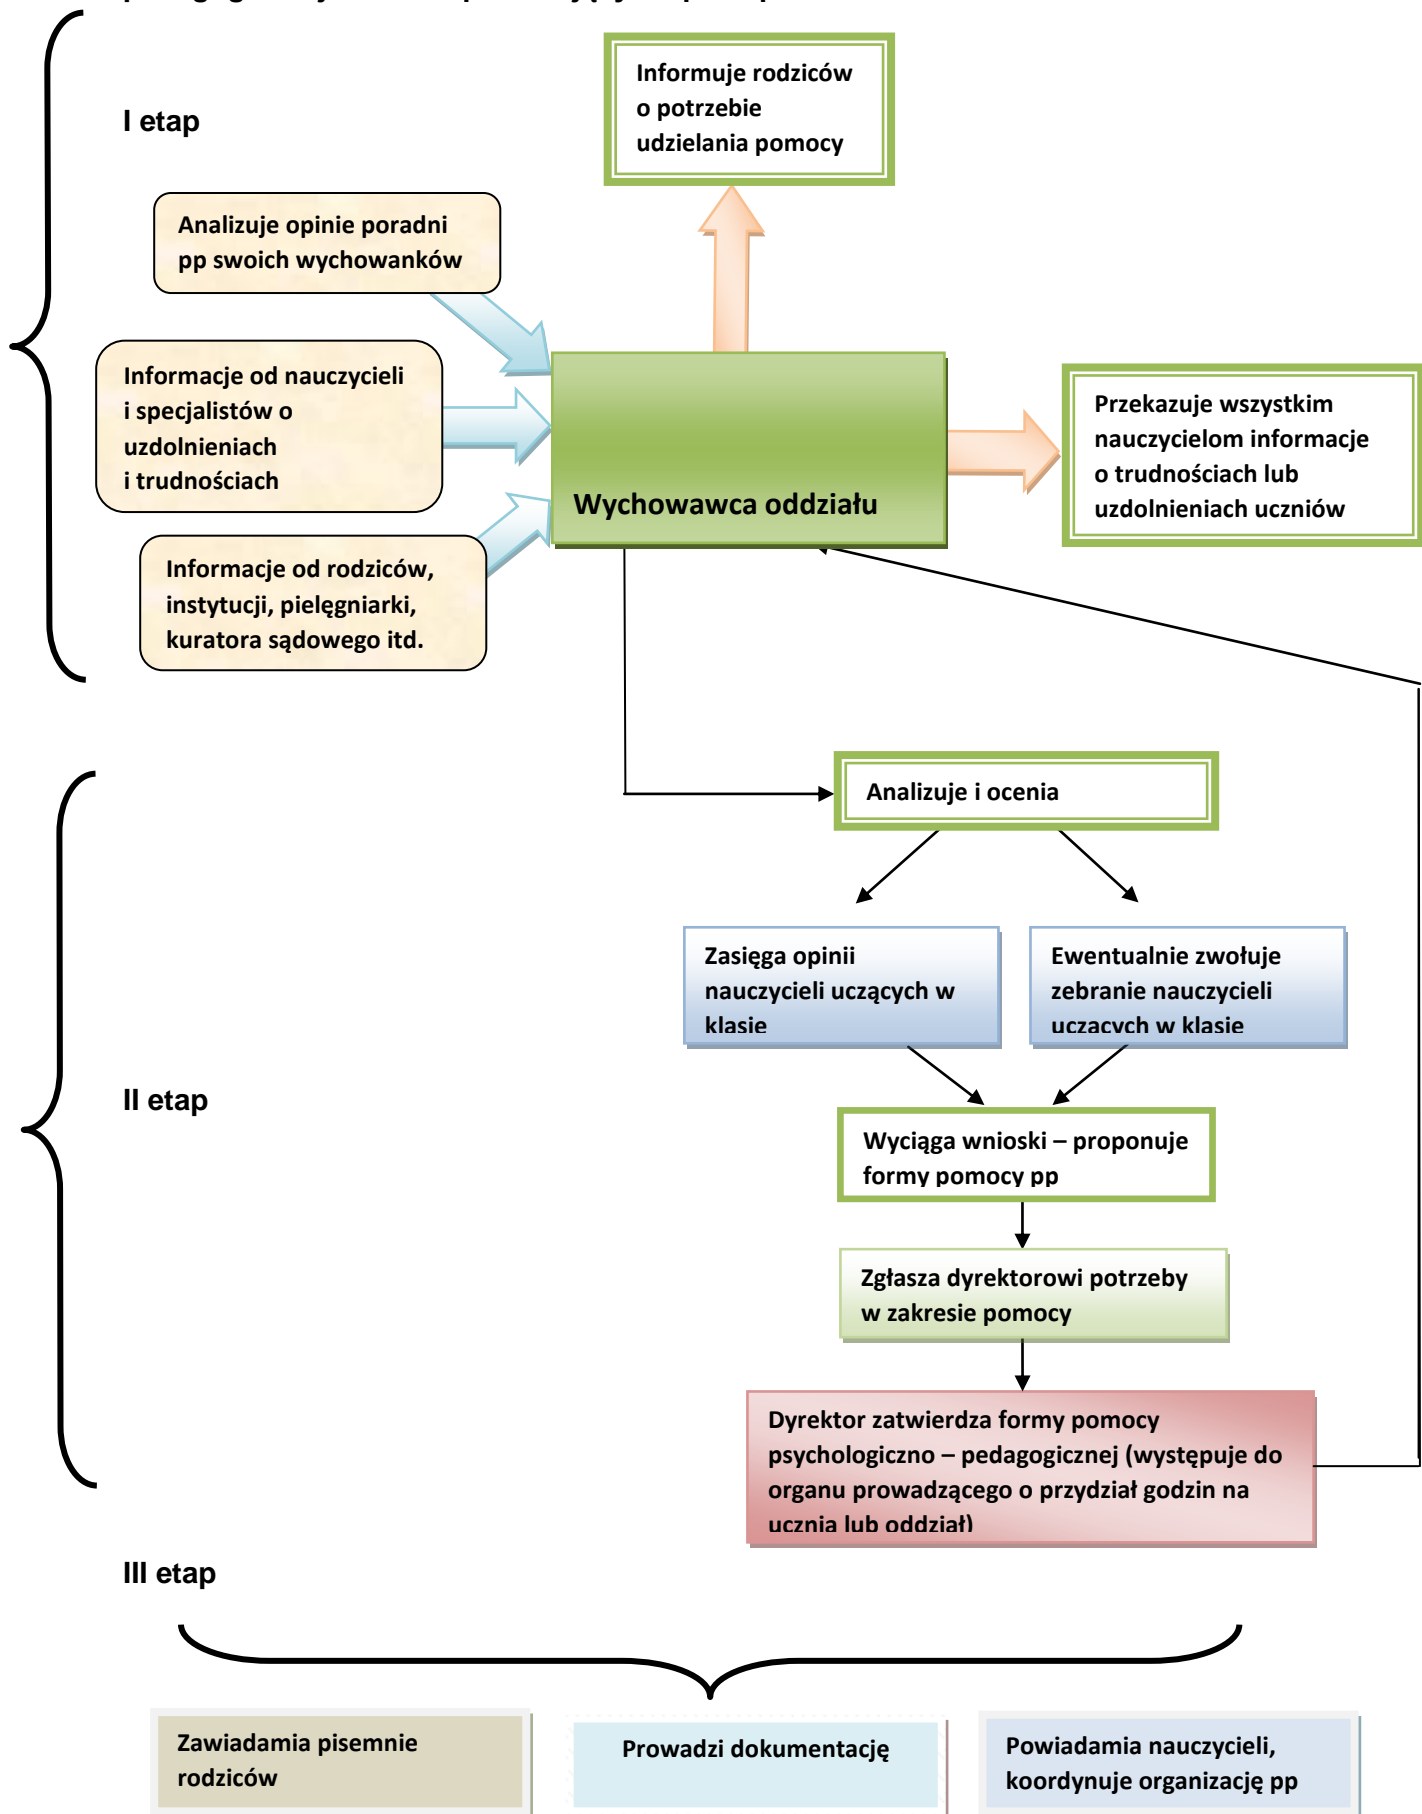 I etap
Informuje rodziców
o potrzebie
udzielania pomocy
Analizuje opinie poradni
pp swoich wychowanków
Informacje od nauczycieli
i specjalistów o
uzdolnieniach
i trudnościach
Informacje od rodziców,
instytucji, pielęgniarki,
kuratora sądowego itd.
Wychowawca oddziału
Przekazuje wszystkim
nauczycielom informacje
o trudnościach lub
uzdolnieniach uczniów
II etap
Analizuje i ocenia
Zasięga opinii
nauczycieli uczących w
klasie
Ewentualnie zwołuje
zebranie nauczycieli
uczących w klasie
Wyciąga wnioski – proponuje
formy pomocy pp
Zgłasza dyrektorowi potrzeby
w zakresie pomocy
Dyrektor zatwierdza formy pomocy
psychologiczno – pedagogicznej (występuje do
organu prowadzącego o przydział godzin na
ucznia lub oddział)
III etap
Zawiadamia pisemnie
rodziców
Prowadzi dokumentację
Powiadamia nauczycieli,
koordynuje organizację pp